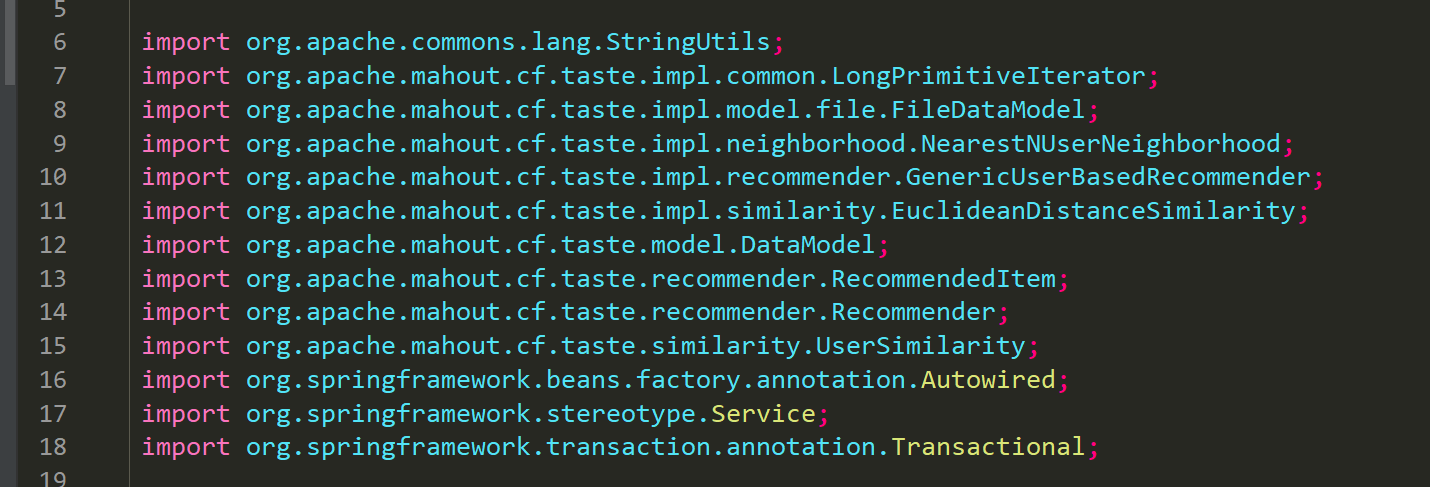 5
6 import org.apache.commons.lang.StringUtils;
7 import org.apache.mahout.cf.taste.impl.common.LongPrimitiveIterator;
8 import org.apache.mahout.cf.taste.impl.model.file.FileDataModel;
9 import org.apache.mahout.cf.taste.impl.neighborhood.NearestNUserNeighborhood;
10 import org.apache.mahout.cf.taste.impl.recommender.GenericUserBasedRecommender;
11 import org.apache.mahout.cf.taste.impl.similarity.EuclideanDistanceSimilarity;
12 import org.apache.mahout.cf.taste.model.DataModel;
13 import org.apache.mahout.cf.taste.recommender.RecommendedItem;
14 import org.apache.mahout.cf.taste.recommender.Recommender;
15 import org.apache.mahout.cf.taste.similarity.UserSimilarity;
16 import org.springframework.beans.factory.annotation.Autowired;
17 import org.springframework.stereotype.Service;
18 import org.springframework.transaction.annotation.Transactional;
19